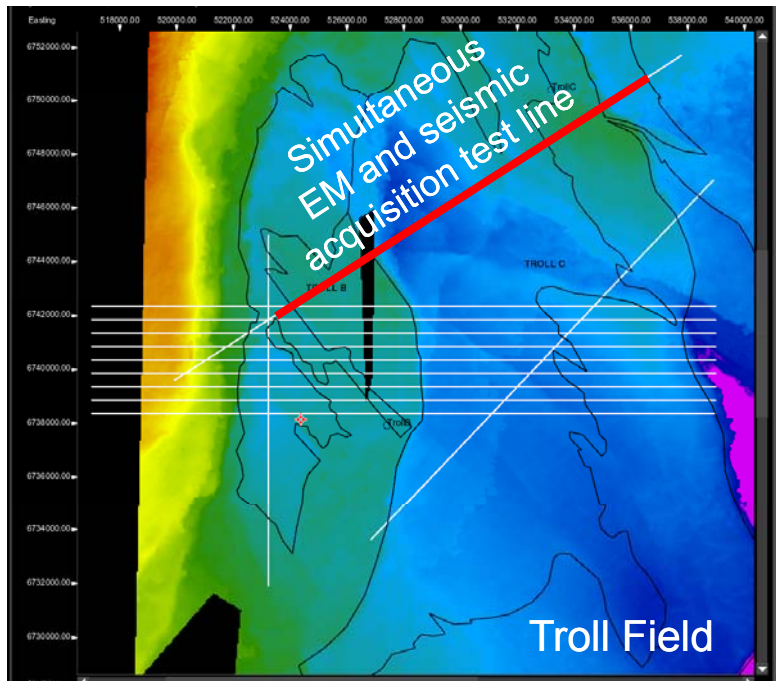 Easting 518000.00 520000.00 522000.00 524000.00 526000.00 528000.00 530000.00 532000.00 534000.00 536000.00 538000.00 540000.00
6752000.00
6750000.00
6748000.00
6746000.00
6744000.00
6742000.00
6740000.00
6738000.00
6736000.00
6734000.00
6732000.00
6730000.00
Simultaneous
EM and seismic
acquisition test line
TrollC
TROLL C
TROLL B
TrollB
Troll Field